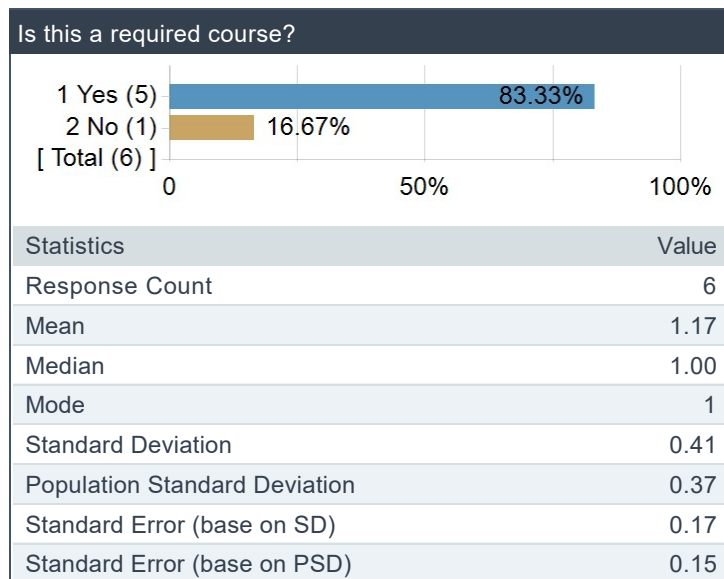 Is this a required course?
1 Yes (5) 83.33%
2 No (1) 16.67%
[ Total (6) ]
0 50% 100%
Statistics Value
Response Count 6
Mean 1.17
Median 1.00
Mode 1
Standard Deviation 0.41
Population Standard Deviation 0.37
Standard Error (base on SD) 0.17
Standard Error (base on PSD) 0.15